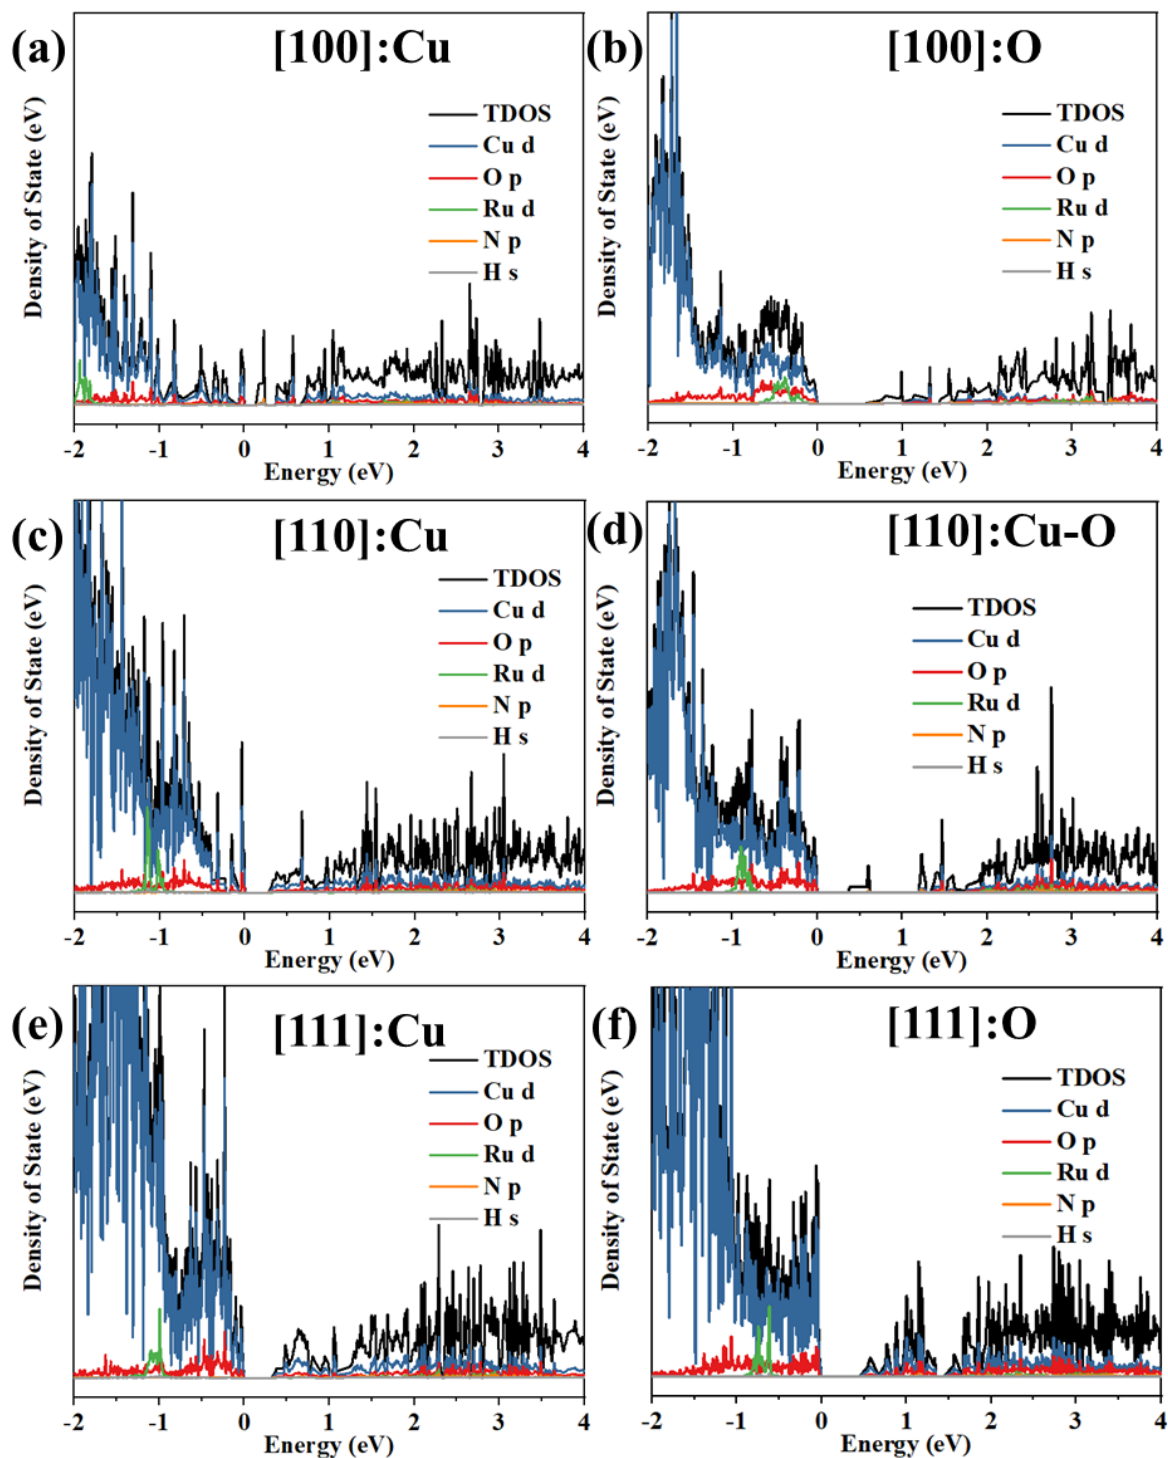 (a)
[100]:Cu
Density of State (eV)
TDOS
Cu d
O p
Ru d
N p
H s
-2 -1 0 1 2 3 4
Energy (eV)
(b)
[100]:O
Density of State (eV)
TDOS
Cu d
O p
Ru d
N p
H s
-2 -1 0 1 2 3 4
Energy (eV)
(c)
[110]:Cu
Density of State (eV)
TDOS
Cu d
O p
Ru d
N p
H s
-2 -1 0 1 2 3 4
Energy (eV)
(d)
[110]:Cu-O
Density of State (eV)
TDOS
Cu d
O p
Ru d
N p
H s
-2 -1 0 1 2 3 4
Energy (eV)
(e)
[111]:Cu
Density of State (eV)
TDOS
Cu d
O p
Ru d
N p
H s
-2 -1 0 1 2 3 4
Energy (eV)
(f)
[111]:O
Density of State (eV)
TDOS
Cu d
O p
Ru d
N p
H s
-2 -1 0 1 2 3 4
Energy (eV)